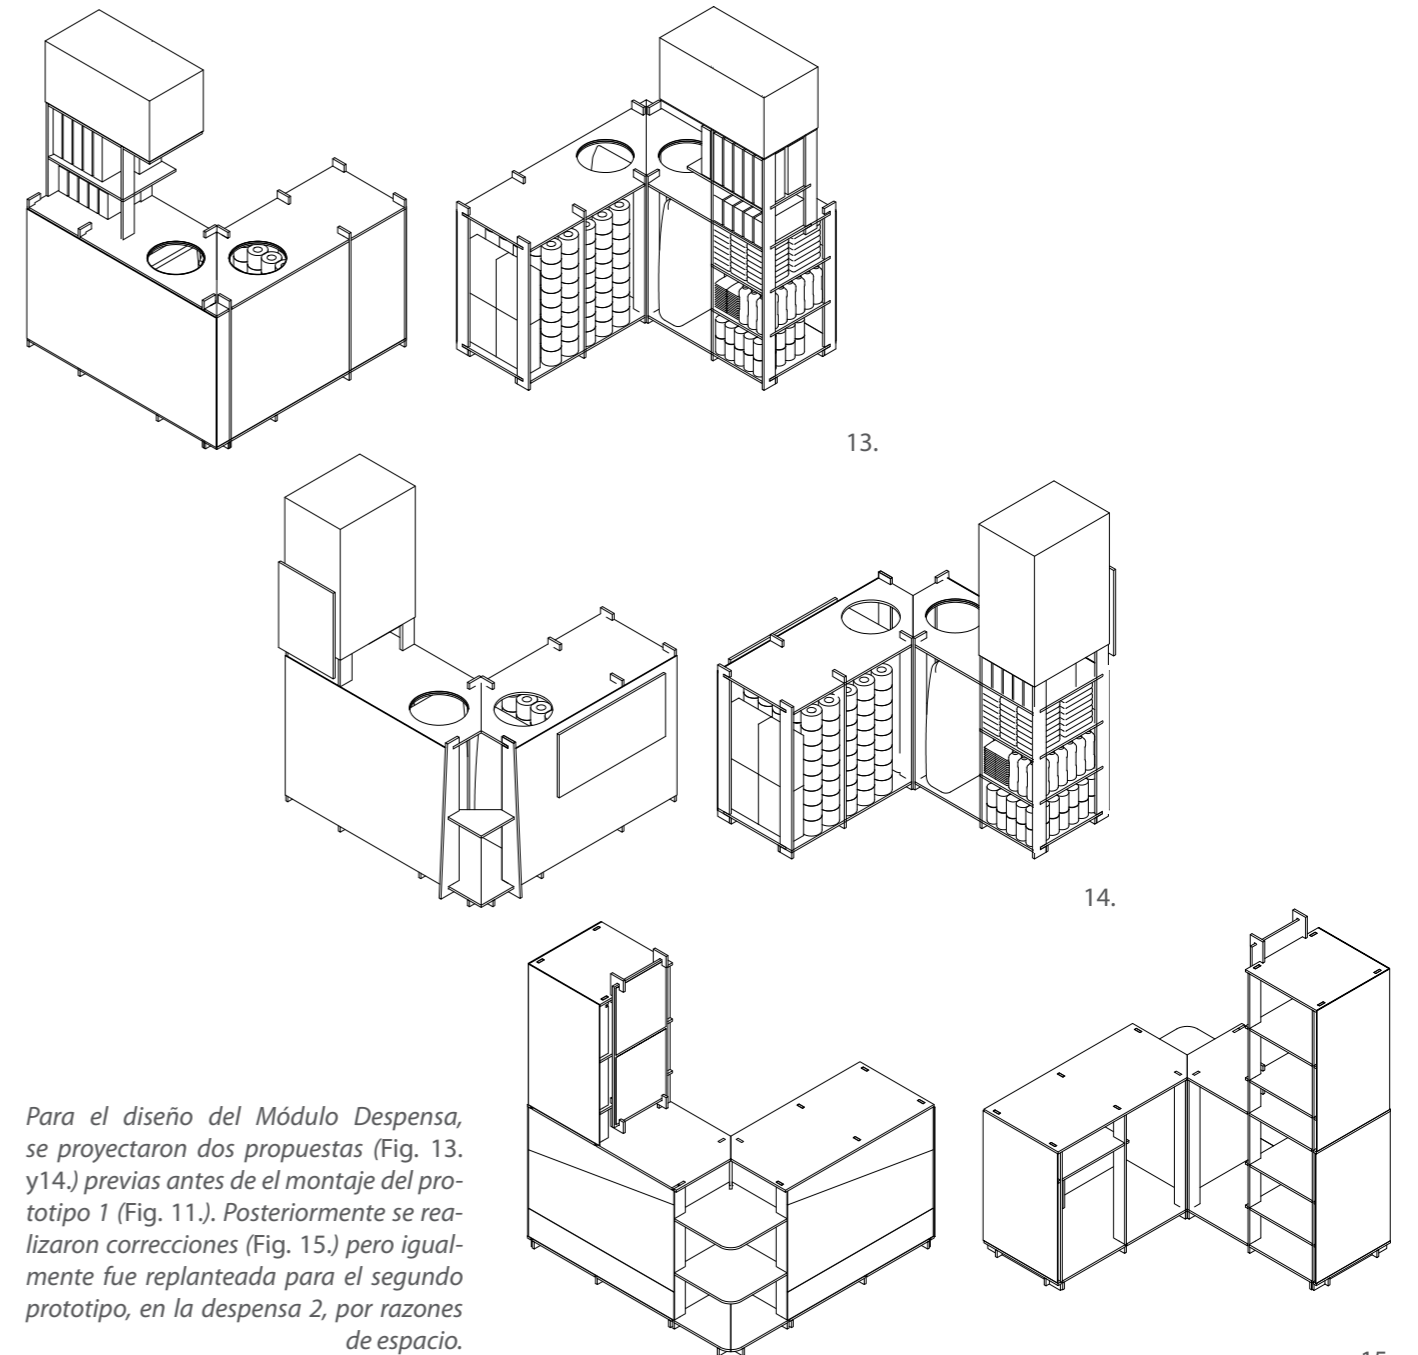 13.
14.
Para el diseño del Módulo Despensa,
se proyectaron dos propuestas (Fig. 13.
y14.) previas antes de el montaje del pro-
totipo 1 (Fig. 11.). Posteriormente se rea-
lizaron correcciones (Fig. 15.) pero igual-
mente fue replanteada para el segundo
prototipo, en la despensa 2, por razones
de espacio.
15